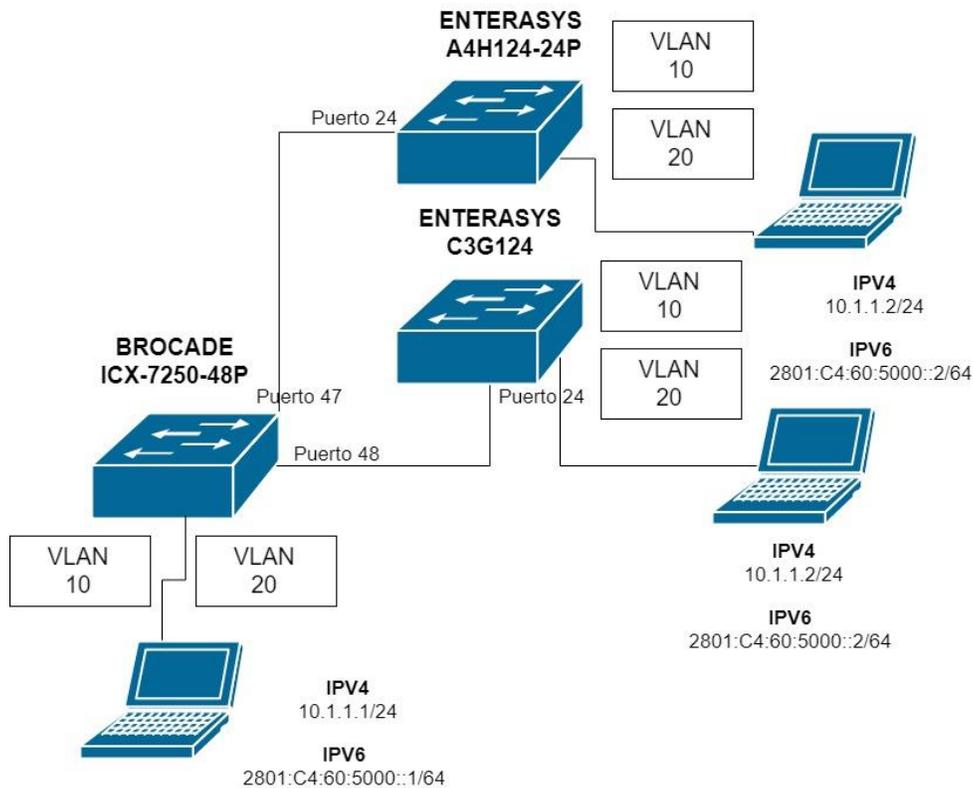 ENTERASYS
A4H124-24P
VLAN
10
Puerto 24
VLAN
20
ENTERASYS
C3G124
VLAN
10
IPV4
10.1.1.2/24
BROCADE
ICX-7250-48P
IPV6
2801:C4:60:5000::2/64
VLAN
20
Puerto 47
Puerto 24
Puerto 48
VLAN
10
VLAN
20
IPV4
10.1.1.2/24
IPV6
2801:C4:60:5000::2/64
IPV4
10.1.1.1/24
IPV6
2801:C4:60:5000::1/64